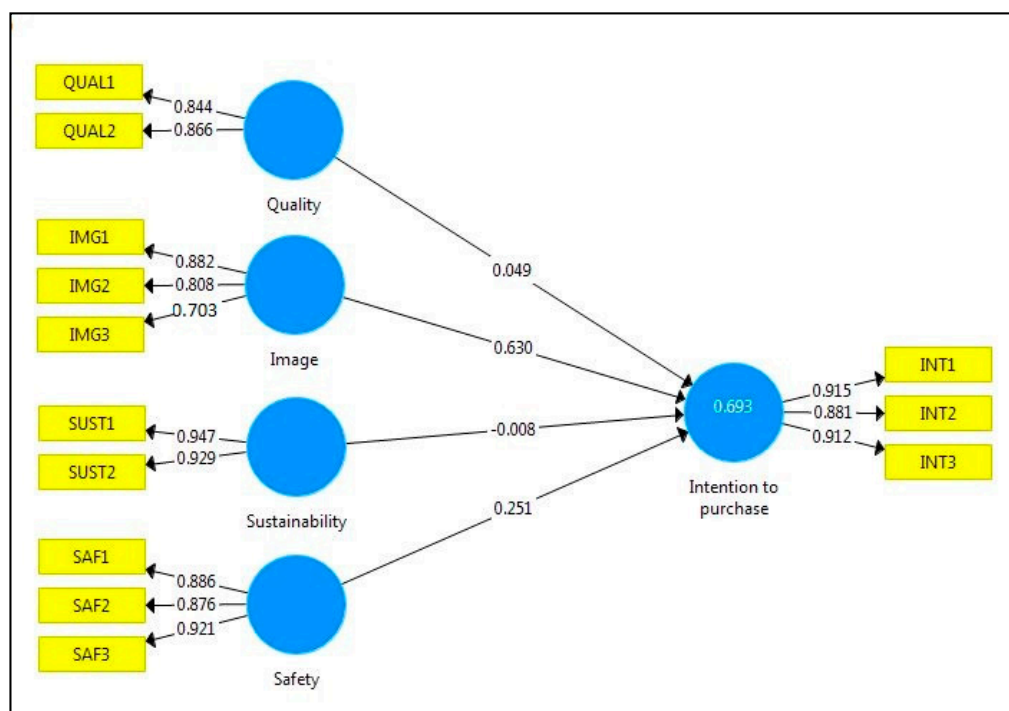 QUAL1
0.844
QUAL2
0.866
Quality
IMG1
0.882
IMG2
0.808
IMG3
0.703
Image
SUST1
0.947
SUST2
0.929
Sustainability
SAF1
0.886
SAF2
0.876
SAF3
0.921
Safety
0.049
0.630
-0.008
0.251
0.693
Intention to
purchase
INT1
0.915
INT2
0.881
INT3
0.912